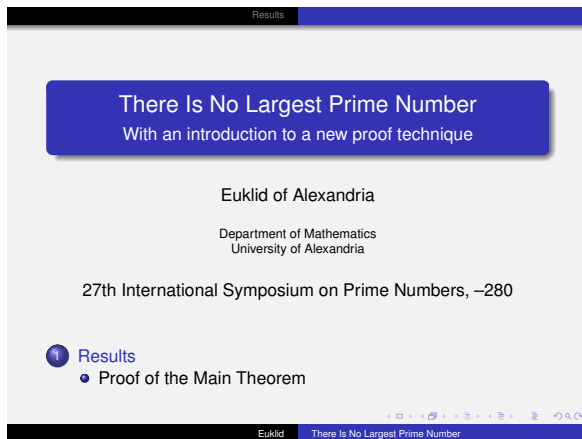 Results
There Is No Largest Prime Number
With an introduction to a new proof technique
Euklid of Alexandria
Department of Mathematics
University of Alexandria
27th International Symposium on Prime Numbers, –280
1 Results
Proof of the Main Theorem
Euklid There Is No Largest Prime Number